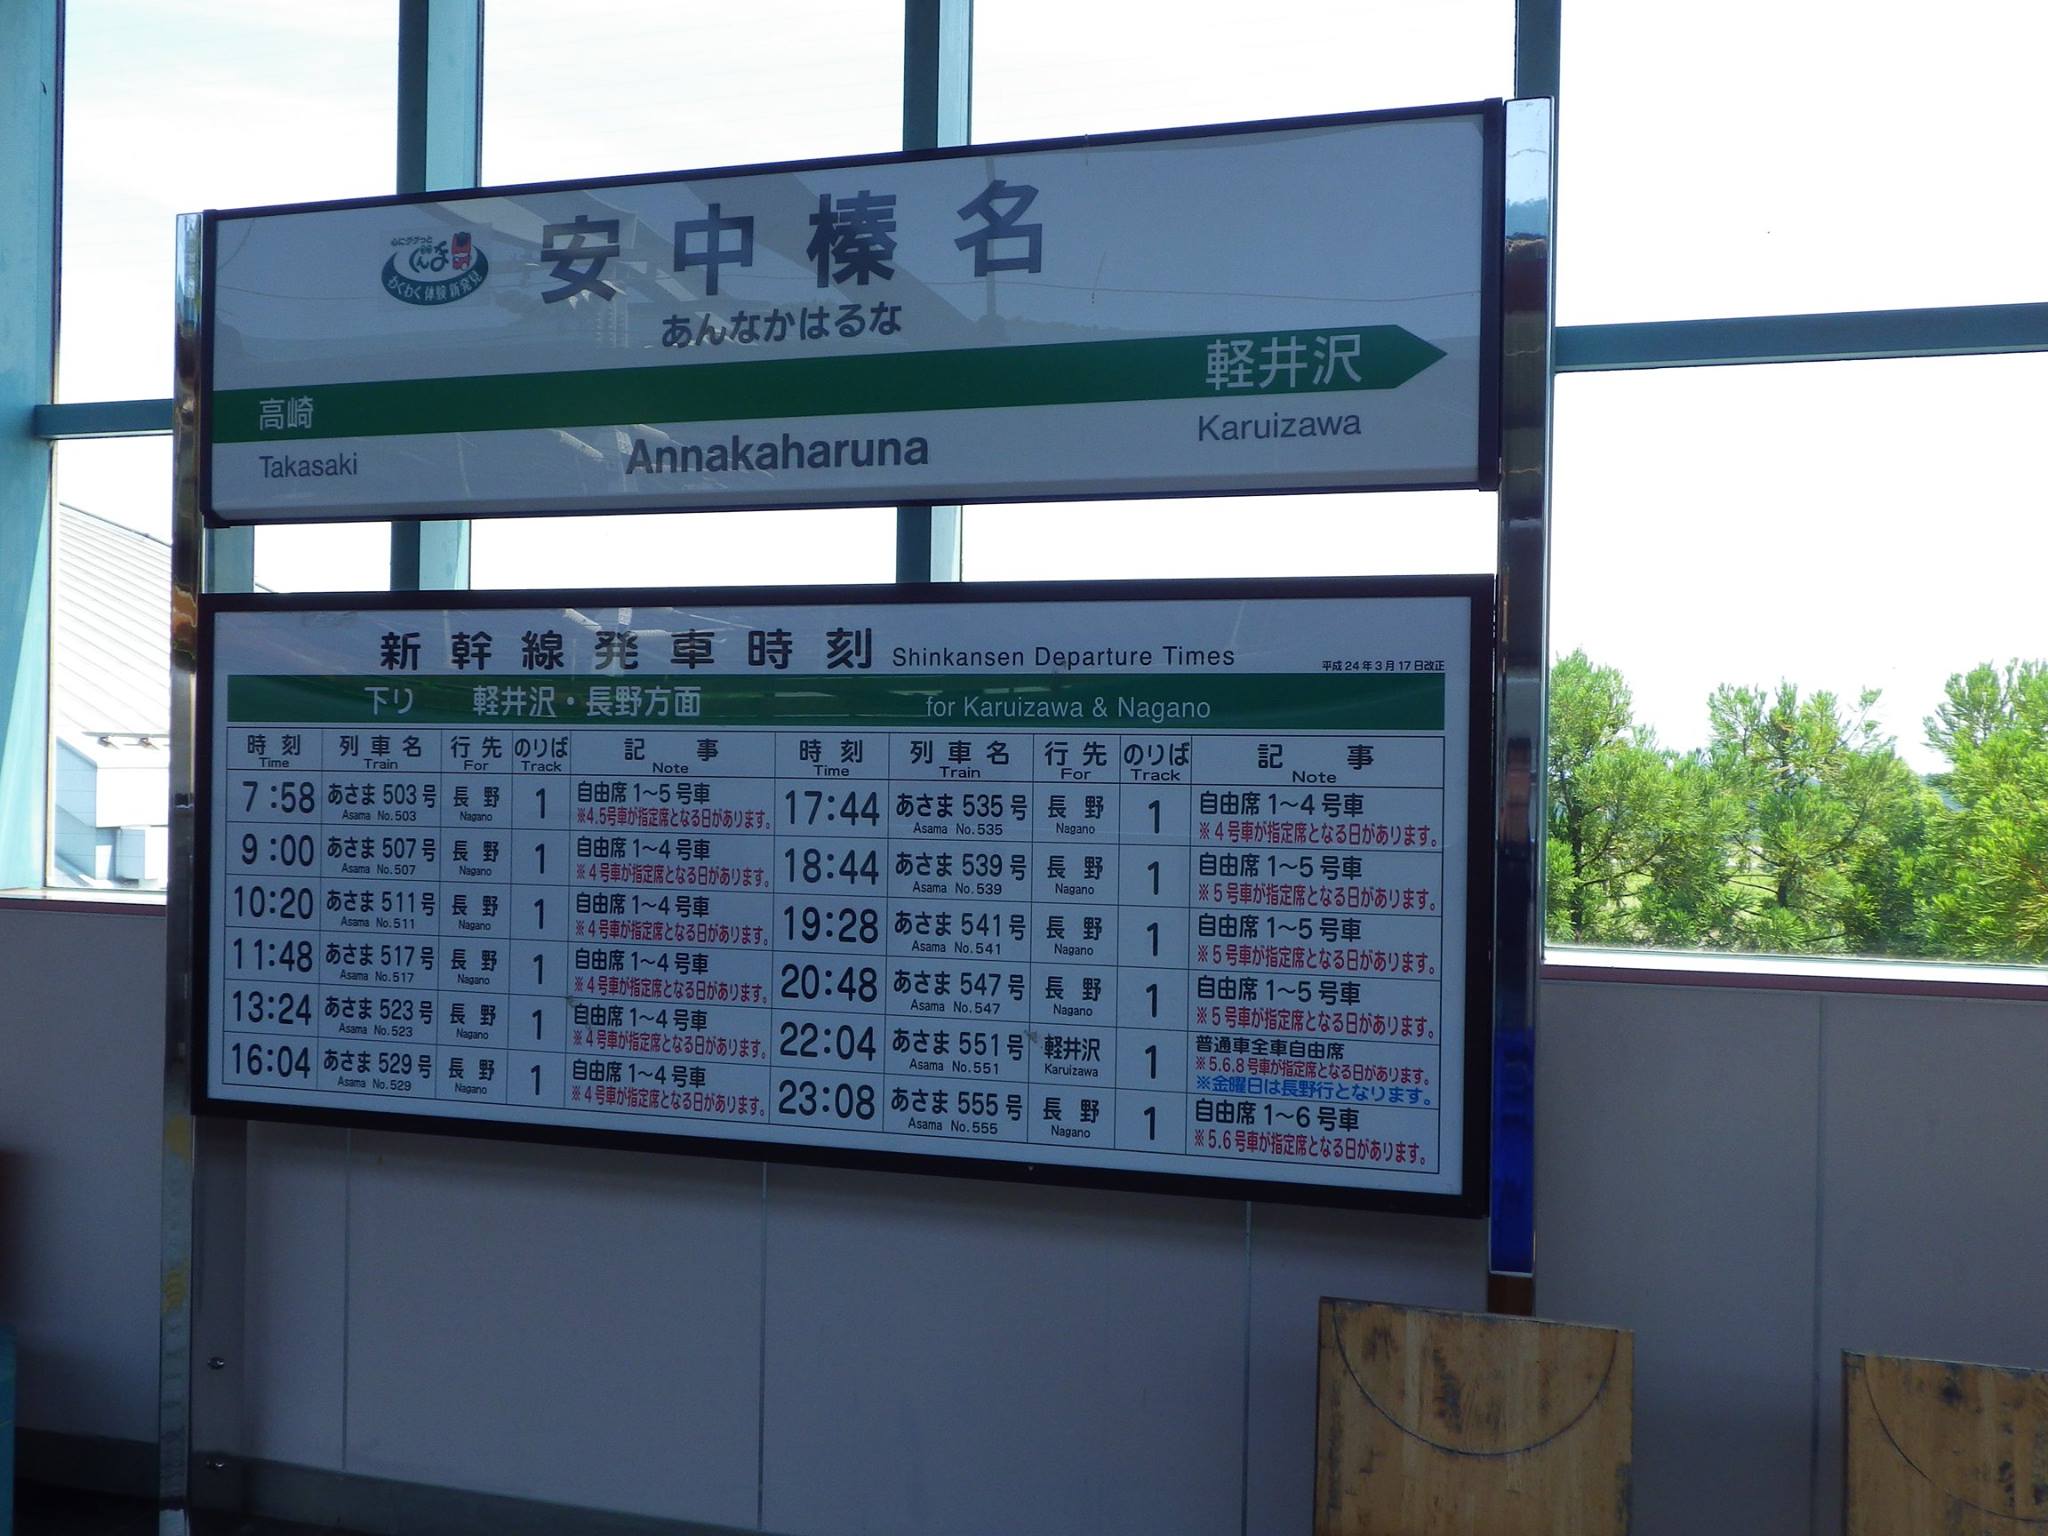 心にググっと
ぐんま
わくわく 体験 新発見
安中榛名
あんなかはるな
軽井沢
高崎
Karuizawa
Annakaharuna
Takasaki
新幹線発車時刻 Shinkansen Departure Times 平成24年3月17日改正
下り 軽井沢・長野方面 for Karuizawa & Nagano
時刻 列車名 行先 のりば 記事
Time Train For Track Note
7:58 あさま 503号 長野 1 自由席 1〜5号車
Asama No.503 Nagano ※4.5号車が指定席となる日があります。
9:00 あさま 507号 長野 1 自由席 1〜4号車
Asama No.507 Nagano ※4号車が指定席となる日があります。
10:20 あさま 511号 長野 1 自由席 1〜4号車
Asama No.511 Nagano ※4号車が指定席となる日があります。
11:48 あさま 517号 長野 1 自由席 1〜4号車
Asama No.517 Nagano ※4号車が指定席となる日があります。
13:24 あさま 523号 長野 1 自由席 1〜4号車
Asama No.523 Nagano ※4号車が指定席となる日があります。
16:04 あさま 529号 長野 1 自由席 1〜4号車
Asama No.529 Nagano ※4号車が指定席となる日があります。
時刻 列車名 行先 のりば 記事
Time Train For Track Note
17:44 あさま 535号 長野 1 自由席 1〜4号車
Asama No.535 Nagano ※4号車が指定席となる日があります。
18:44 あさま 539号 長野 1 自由席 1〜5号車
Asama No.539 Nagano ※5号車が指定席となる日があります。
19:28 あさま 541号 長野 1 自由席 1〜5号車
Asama No.541 Nagano ※5号車が指定席となる日があります。
20:48 あさま 547号 長野 1 自由席 1〜5号車
Asama No.547 Nagano ※5号車が指定席となる日があります。
22:04 あさま 551号 軽井沢 1 普通車全車自由席
Asama No.551 Karuizawa ※5.6.8号車が指定席となる日があります。
※金曜日は長野行となります。
23:08 あさま 555号 長野 1 自由席 1〜6号車
Asama No.555 Nagano ※5.6号車が指定席となる日があります。